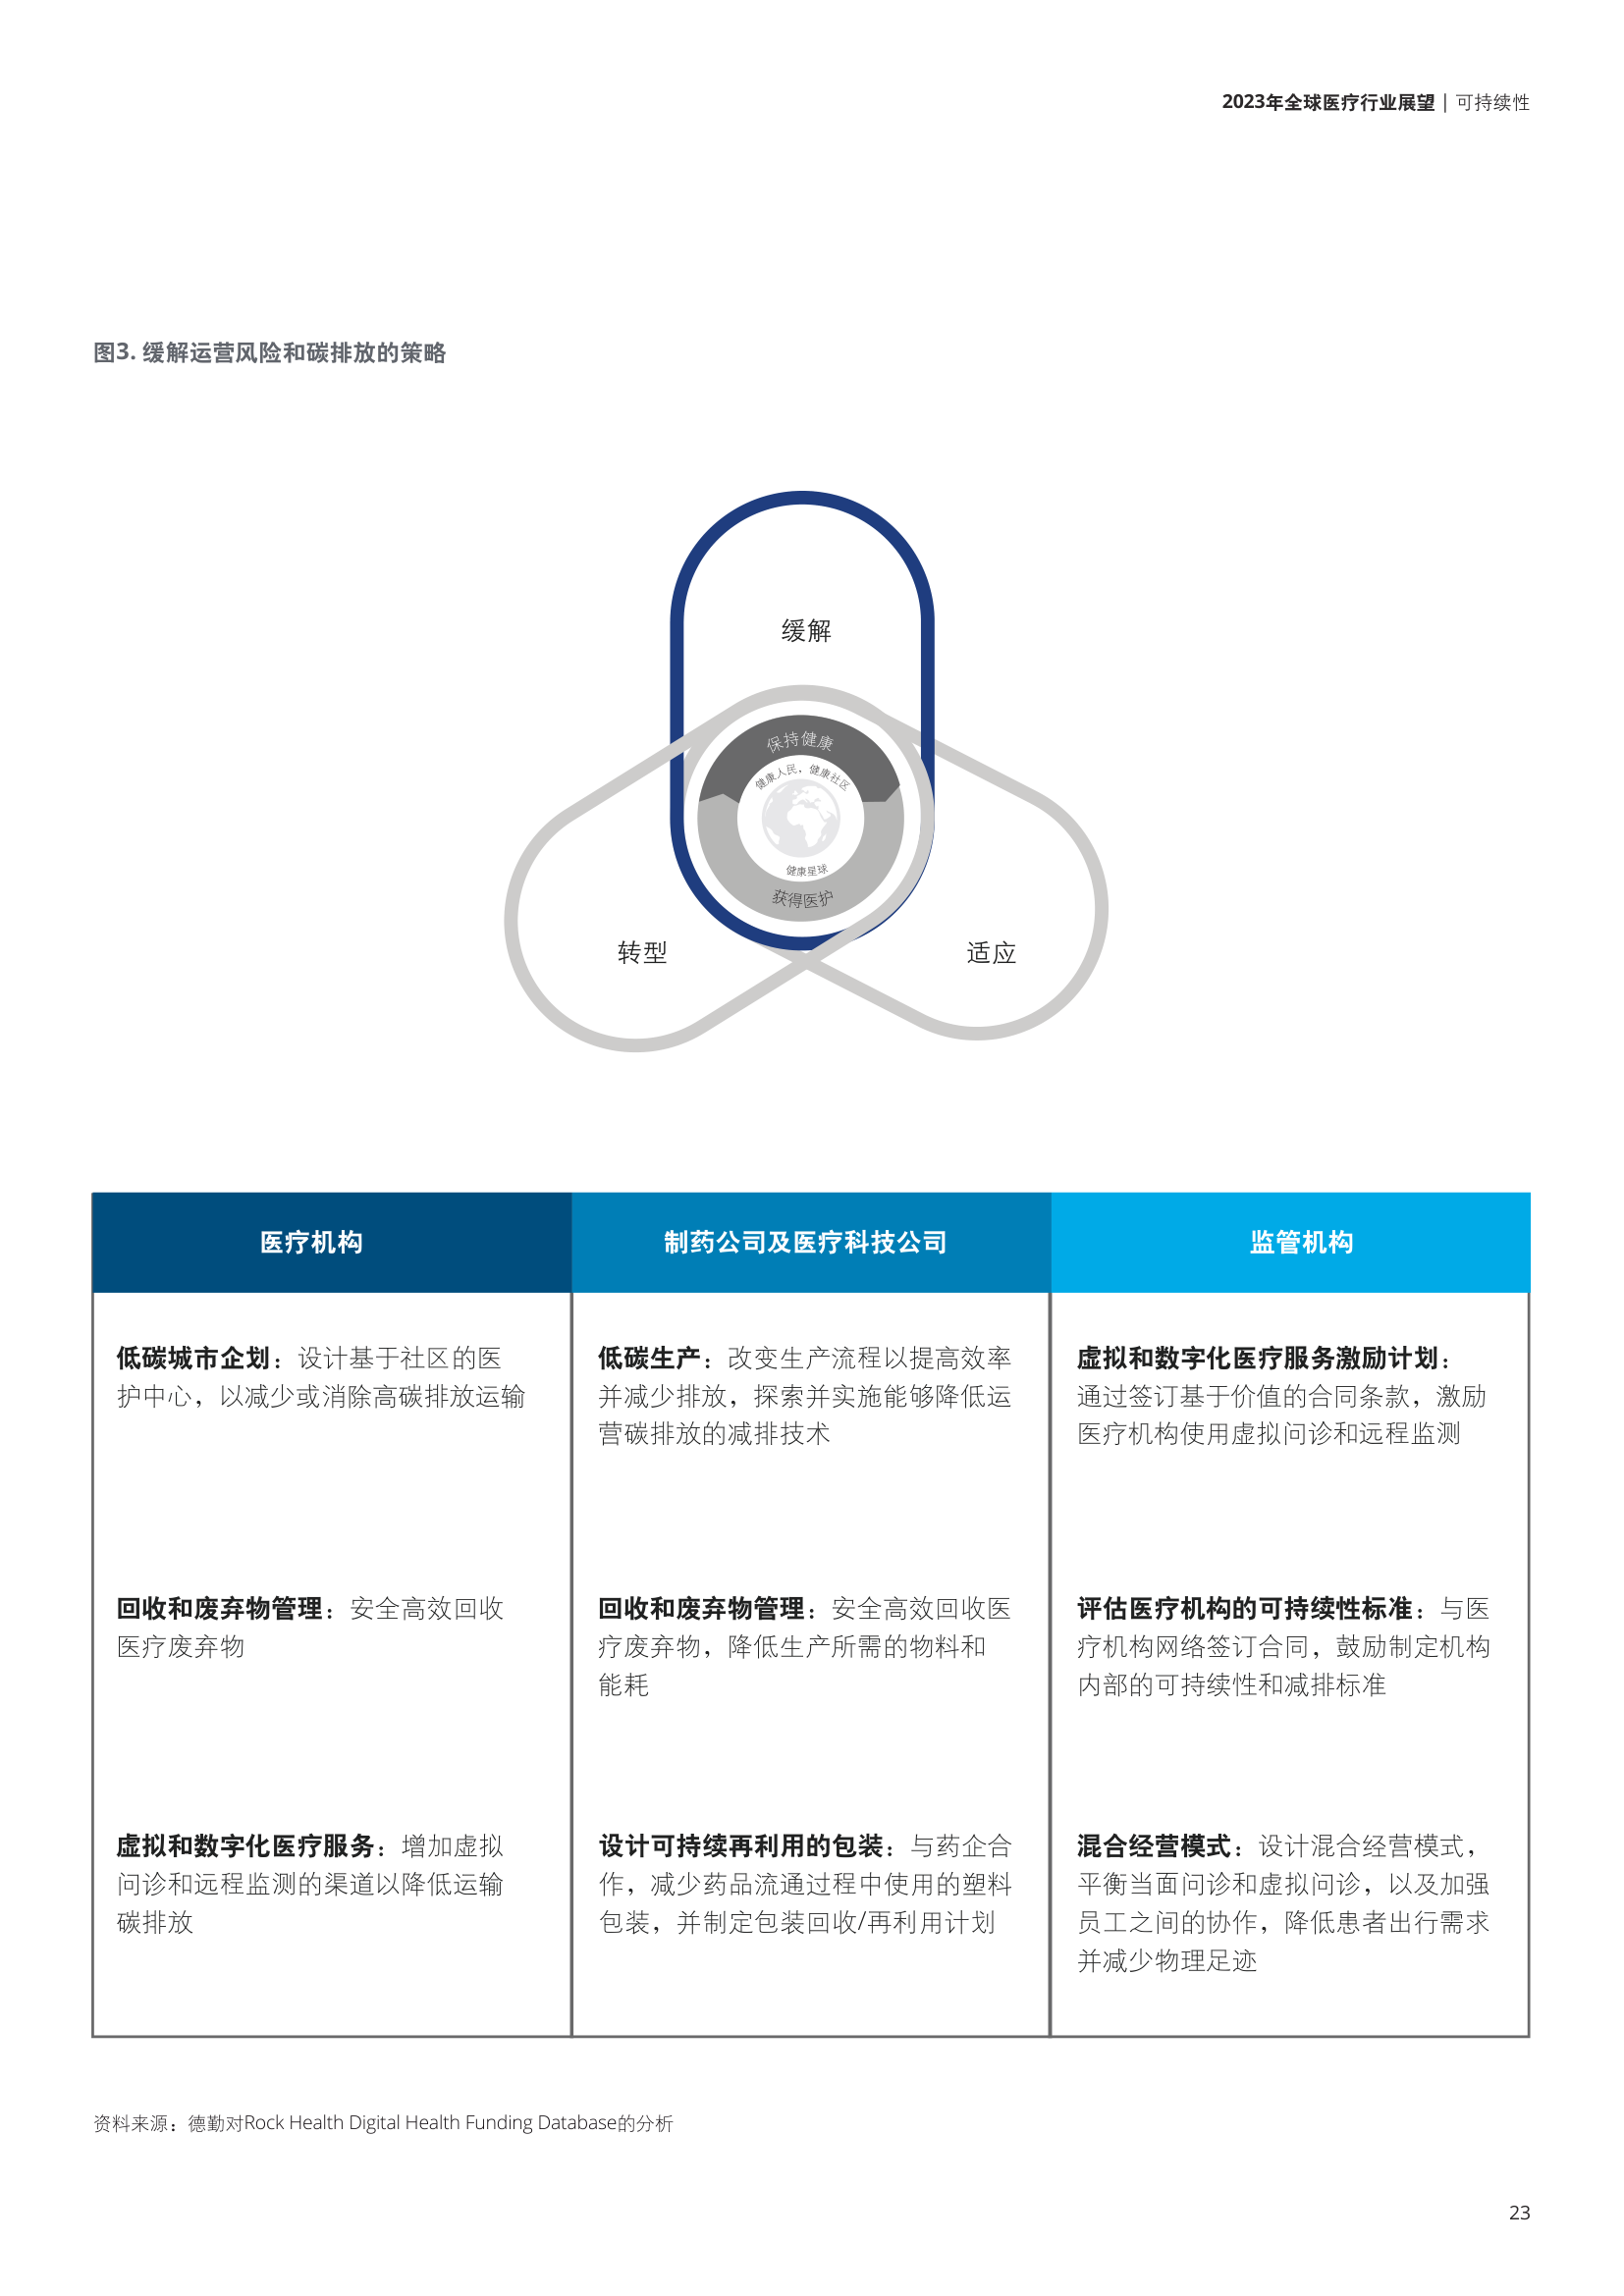 2023年全球医疗行业展望 | 可持续性
图3. 缓解运营风险和碳排放的策略
缓解
保持健康
健康人民，健康社区
健康星球
获得医护
转型
适应
医疗机构
制药公司及医疗科技公司
监管机构
低碳城市企划：设计基于社区的医
护中心，以减少或消除高碳排放运输
低碳生产：改变生产流程以提高效率
并减少排放，探索并实施能够降低运
营碳排放的减排技术
虚拟和数字化医疗服务激励计划：
通过签订基于价值的合同条款，激励
医疗机构使用虚拟问诊和远程监测
回收和废弃物管理：安全高效回收
医疗废弃物
回收和废弃物管理：安全高效回收医
疗废弃物，降低生产所需的物料和
能耗
评估医疗机构的可持续性标准：与医
疗机构网络签订合同，鼓励制定机构
内部的可持续性和减排标准
虚拟和数字化医疗服务：增加虚拟
问诊和远程监测的渠道以降低运输
碳排放
设计可持续再利用的包装：与药企合
作，减少药品流通过程中使用的塑料
包装，并制定包装回收/再利用计划
混合经营模式：设计混合经营模式，
平衡当面问诊和虚拟问诊，以及加强
员工之间的协作，降低患者出行需求
并减少物理足迹
资料来源：德勤对Rock Health Digital Health Funding Database的分析
23